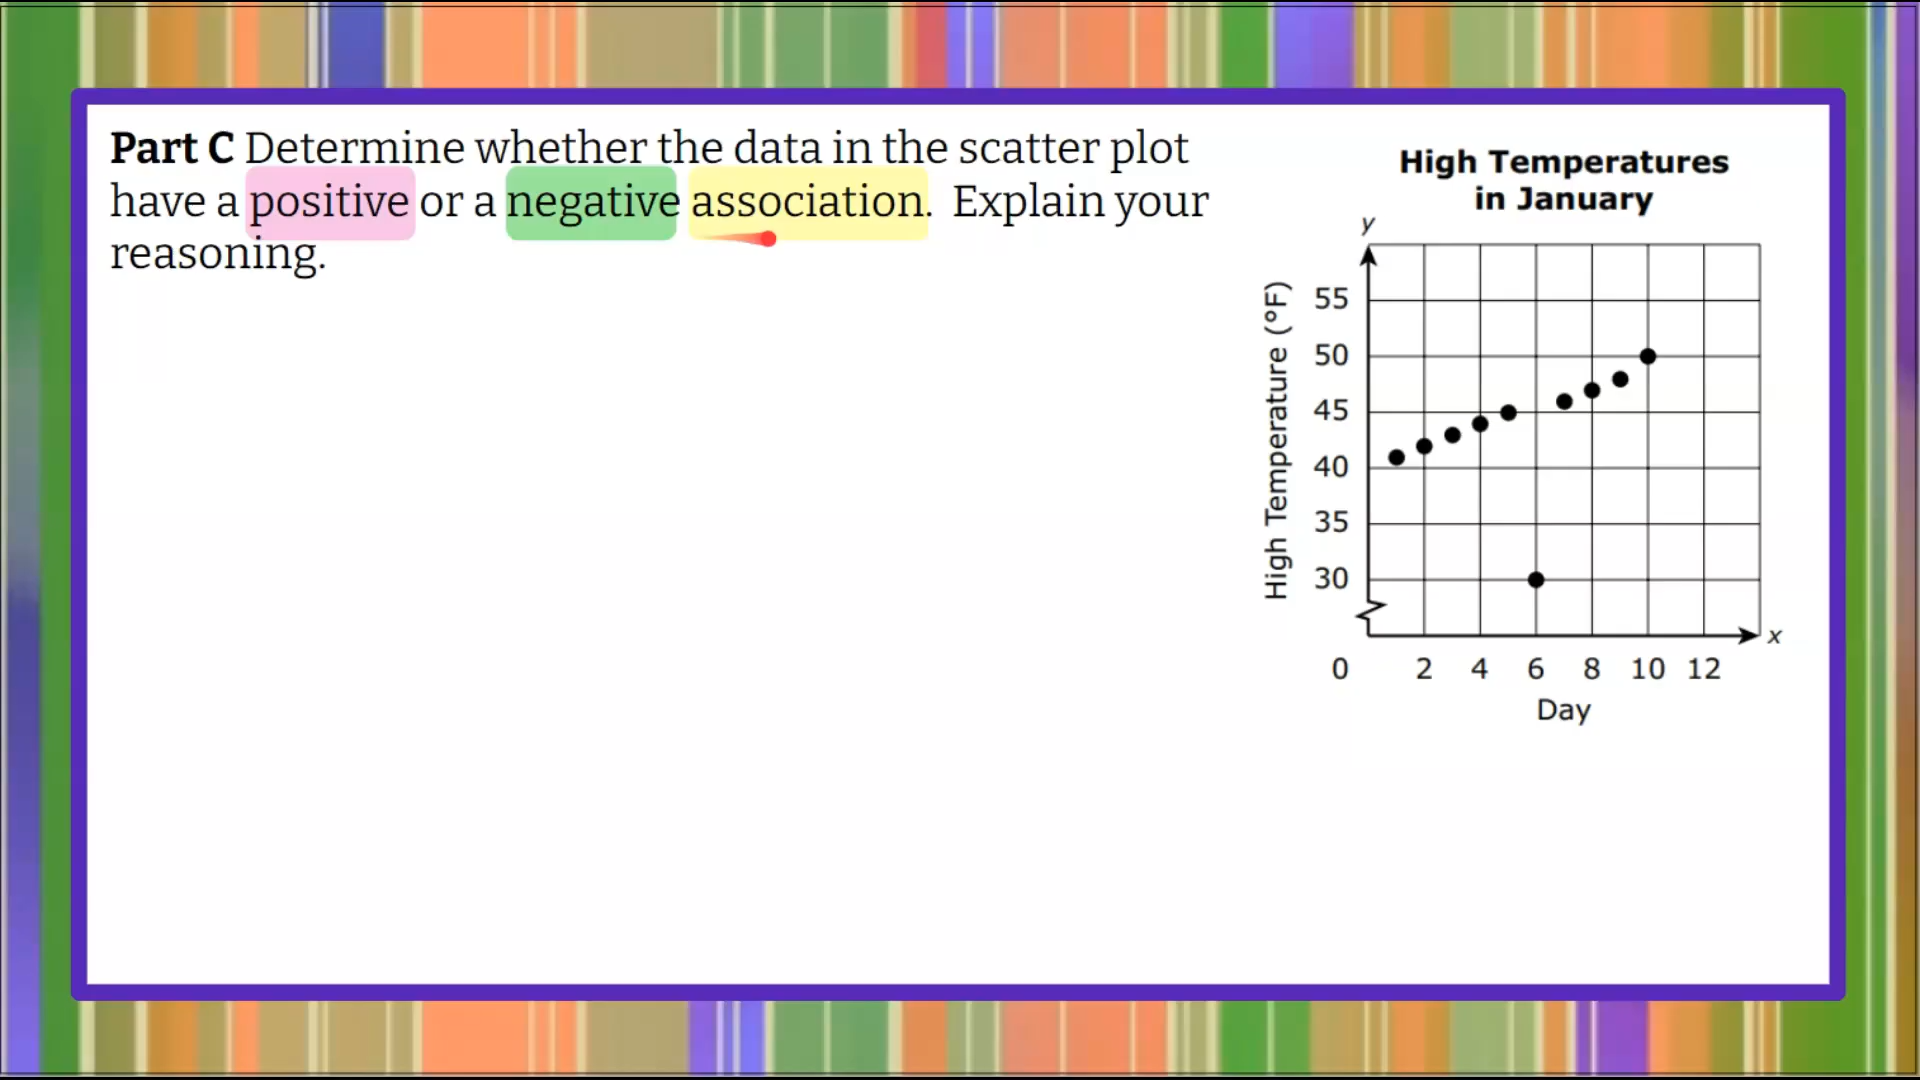 Part C Determine whether the data in the scatter plot
have a positive or a negative association. Explain your
reasoning.
High Temperatures
in January
y
High Temperature (°F)
55
50
45
40
35
30
x
0 2 4 6 8 10 12
Day